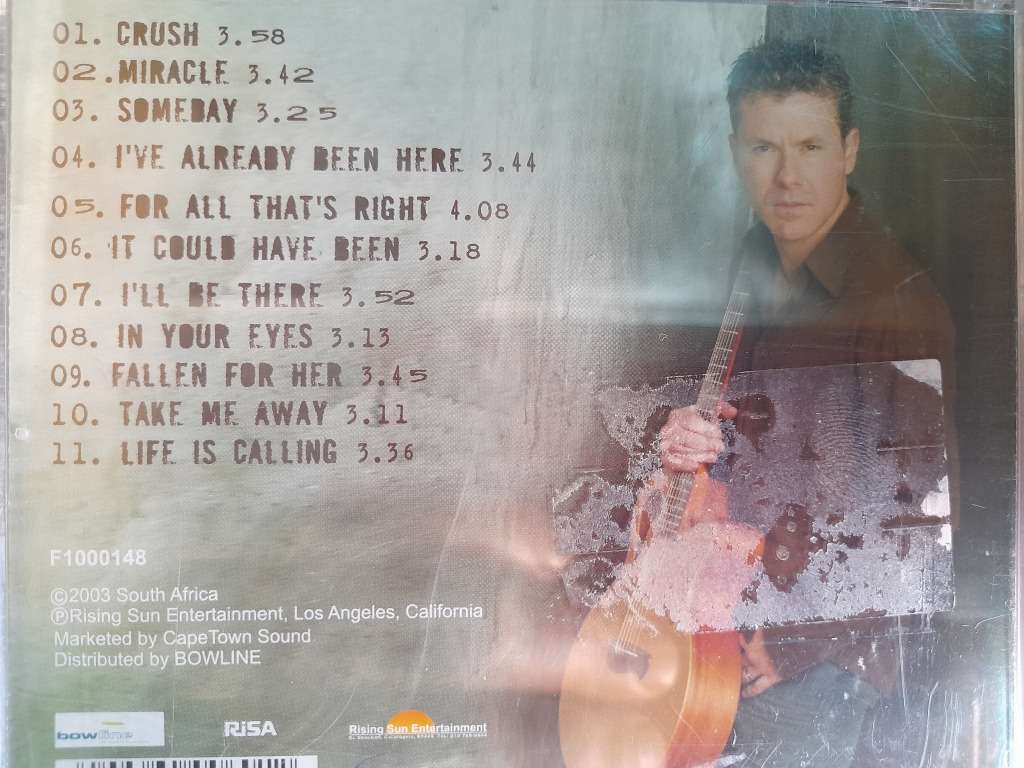 01. CRUSH 3.58
02. MIRACLE 3.42
03. SOMEDAY 3.25
04. I'VE ALREADY BEEN HERE 3.44
05. FOR ALL THAT'S RIGHT 4.08
06. IT COULD HAVE BEEN 3.18
07. I'LL BE THERE 3.52
08. IN YOUR EYES 3.13
09. FALLEN FOR HER 3.45
10. TAKE ME AWAY 3.11
11. LIFE IS CALLING 3.36
F1000148
©2003 South Africa
℗Rising Sun Entertainment, Los Angeles, California
Marketed by CapeTown Sound
Distributed by BOWLINE
bowline
RiSA
Rising Sun Entertainment